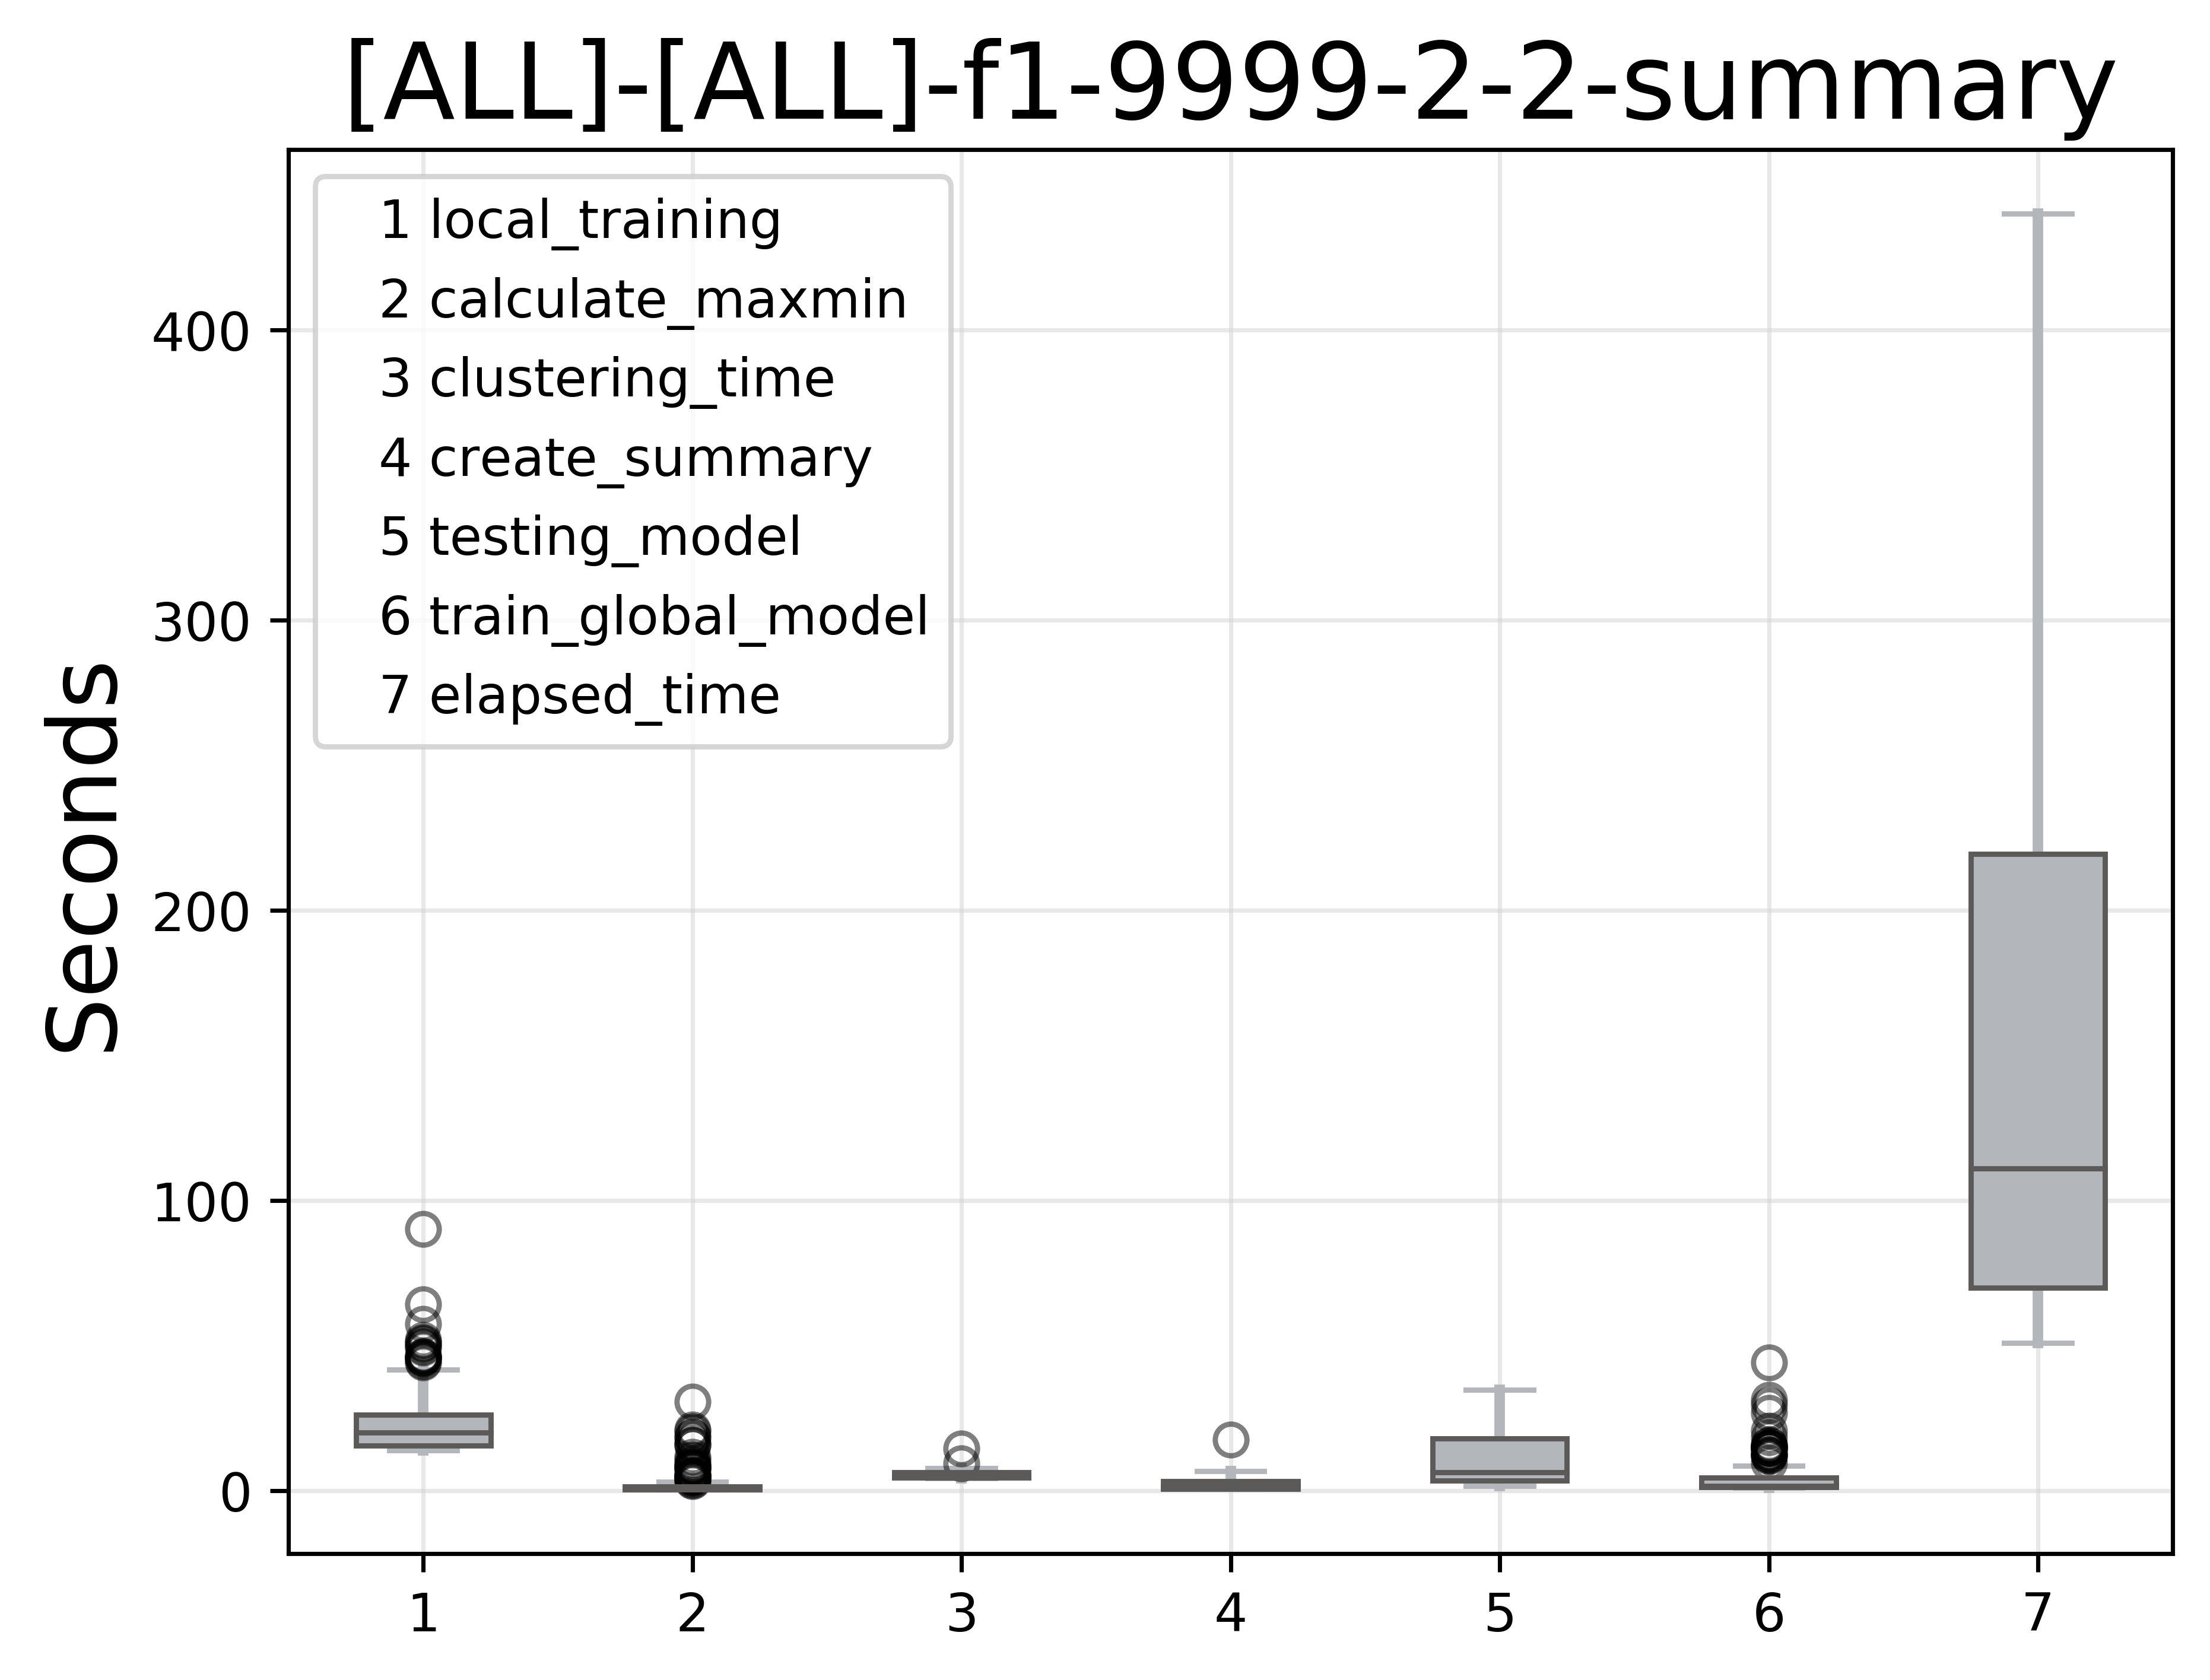 [ALL]-[ALL]-f1-9999-2-2-summary
1 local_training
2 calculate_maxmin
3 clustering_time
4 create_summary
5 testing_model
6 train_global_model
7 elapsed_time
Seconds
400
300
200
100
0
1 2 3 4 5 6 7